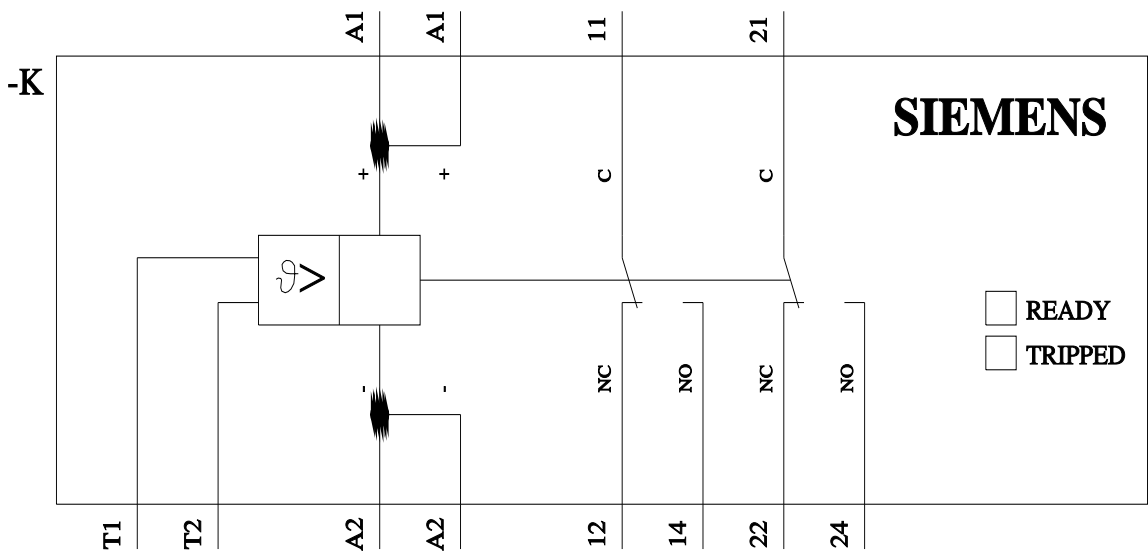 A1
A1
11
21
-K
SIEMENS
+
+
C
C
ϑ>
READY
TRIPPED
-
-
NC
NO
NC
NO
T1
T2
A2
A2
12
14
22
24